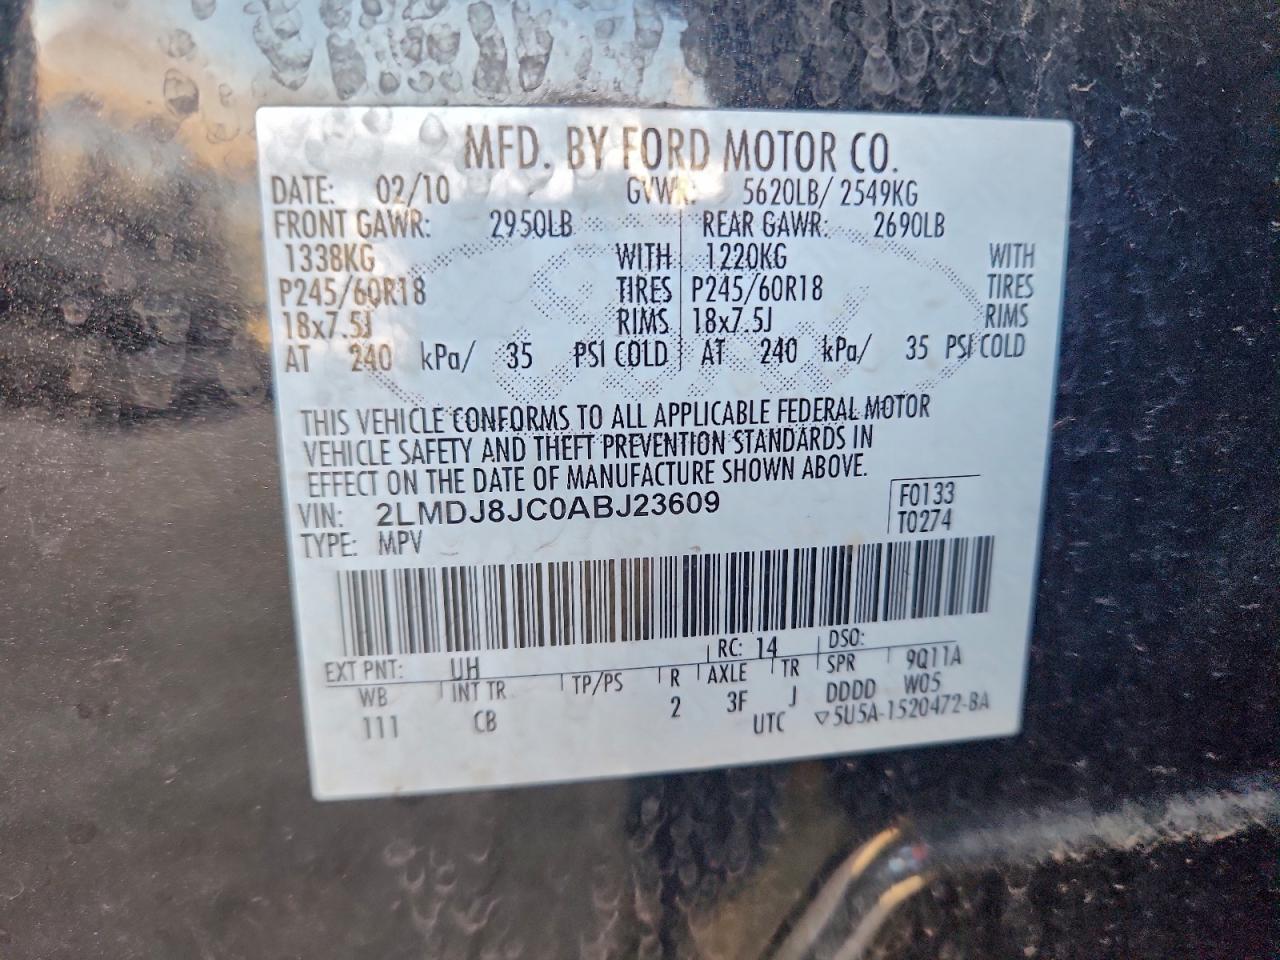 MFD. BY FORD MOTOR CO.
DATE: 02/10 GVWR: 5620LB/ 2549KG
FRONT GAWR: 2950LB REAR GAWR: 2690LB
1338KG WITH 1220KG WITH
P245/60R18 TIRES P245/60R18 TIRES
18x7.5J RIMS 18x7.5J RIMS
AT 240 kPa/ 35 PSI COLD AT 240 kPa/ 35 PSI COLD
THIS VEHICLE CONFORMS TO ALL APPLICABLE FEDERAL MOTOR
VEHICLE SAFETY AND THEFT PREVENTION STANDARDS IN
EFFECT ON THE DATE OF MANUFACTURE SHOWN ABOVE.
VIN: 2LMDJ8JC0ABJ23609 F0133
TYPE: MPV T0274
EXT PNT: UH RC: 14 DSO:
WB INT TR TP/PS R AXLE TR SPR 9Q11A
111 CB 2 3F J DDDD W05
UTC ▽5U5A-1520472-BA